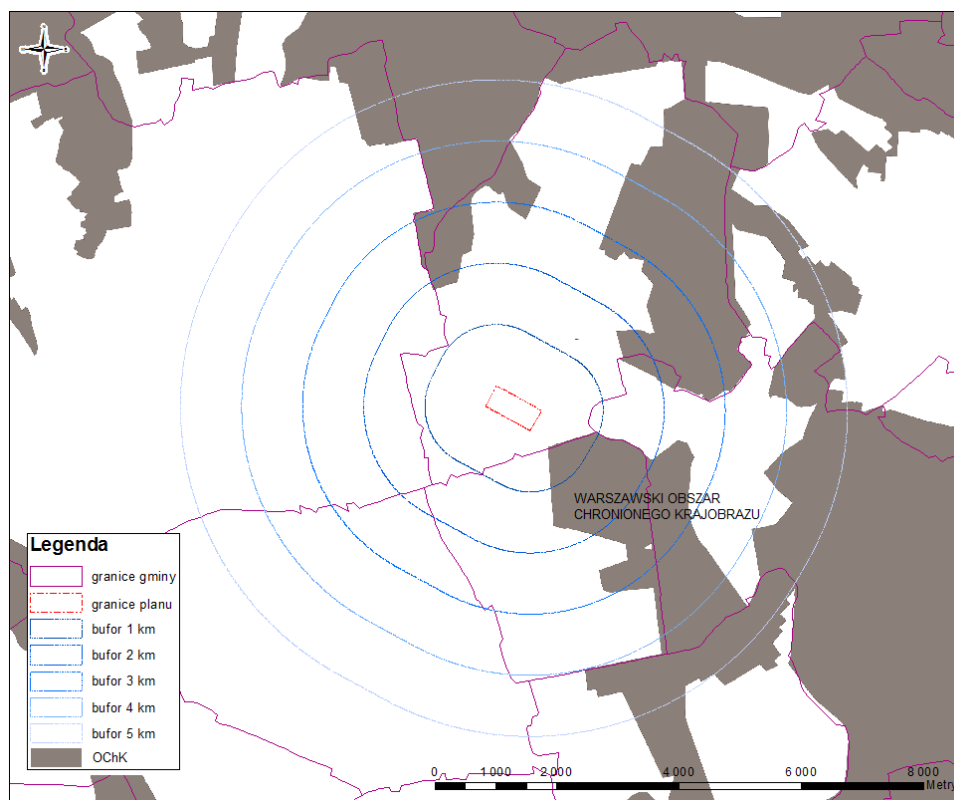 WARSZAWSKI OBSZAR
CHRONIONEGO KRAJOBRAZU
Legenda
granice gminy
granice planu
bufor 1 km
bufor 2 km
bufor 3 km
bufor 4 km
bufor 5 km
OChK
0 1 000 2 000 4 000 6 000 8 000
Metry